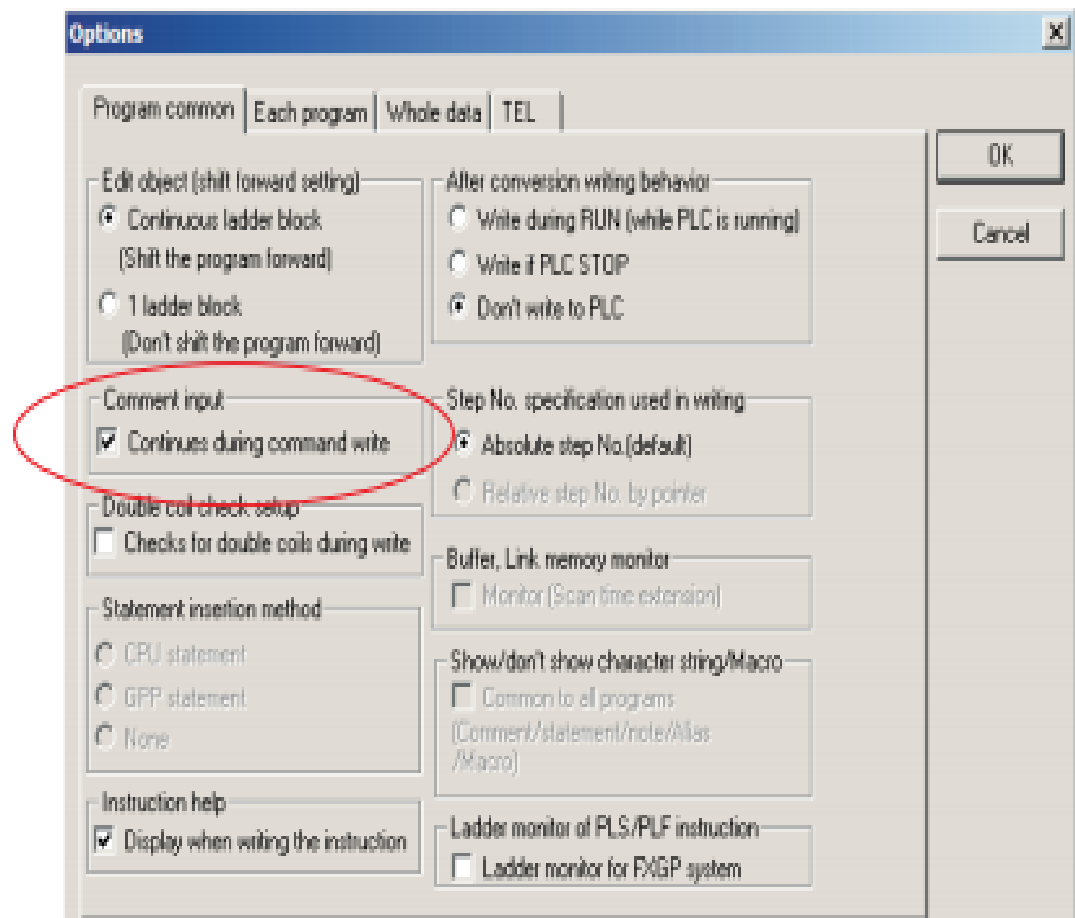 Options
Program common
Each program
Whole data
TEL
OK
Cancel
Edit object (shift forward setting)
Continuous ladder block
(Shift the program forward)
1 ladder block
(Don't shift the program forward)
After conversion writing behavior
Write during RUN (while PLC is running)
Write if PLC STOP
Don't write to PLC
Comment input
Continues during command write
Step No. specification used in writing
Absolute step No.(default)
Relative step No. by pointer
Double coil check setup
Checks for double coils during write
Buffer, Link memory monitor
Monitor (Scan time extension)
Statement insertion method
CPU statement
GPP statement
None
Show/don't show character string/Macro
Common to all programs
(Comment/statement/note/Alias
/Macro)
Instruction help
Display when writing the instruction
Ladder monitor of PLS/PLF instruction
Ladder monitor for FXGP system